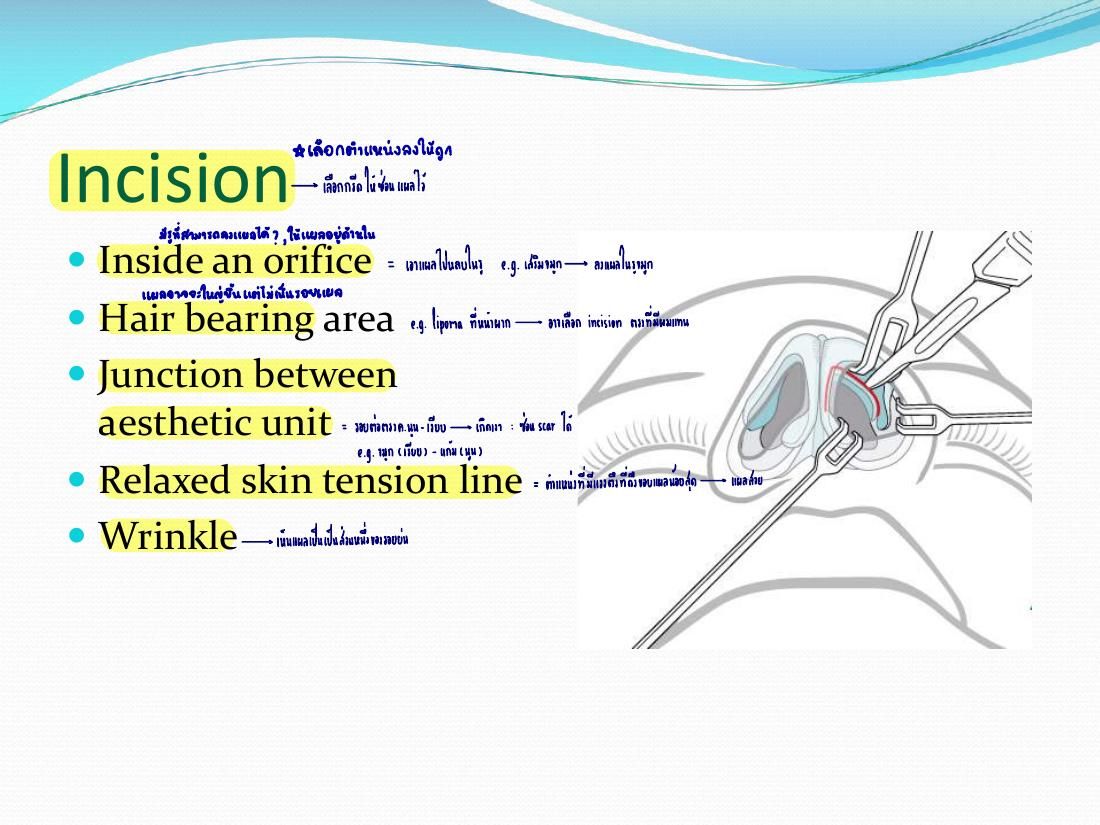 ☆เลือกตำแหน่งลงให้ถูก
Incision → เลือกกรีด ให้ ซ่อน แผล ไว้
มีรูที่สามารถลงแผลได้ ? , ให้แผลอยู่ด้านใน
• Inside an orifice = เอาแผลไปหลบในรู e.g. เสริมจมูก → ลงแผลในรูจมูก
แผลอาจจะใหญ่ขึ้น แต่ไม่เห็นรอยแผล
• Hair bearing area e.g. lipoma ที่หน้าผาก → อาจเลือก incision ตรงที่มีผมแทน
• Junction between
aesthetic unit = รอยต่อระหว่าง นูน - เรียบ → เกิดเงา : ซ่อน scar ได้
e.g. จมูก (เรียบ) - แก้ม (นูน)
• Relaxed skin tension line = ตำแหน่งที่มีแรงตึงที่ดึงขอบแผลน้อยสุด → แผลสวย
• Wrinkle → เห็นแผลเป็นเป็นส่วนหนึ่งของรอยย่น